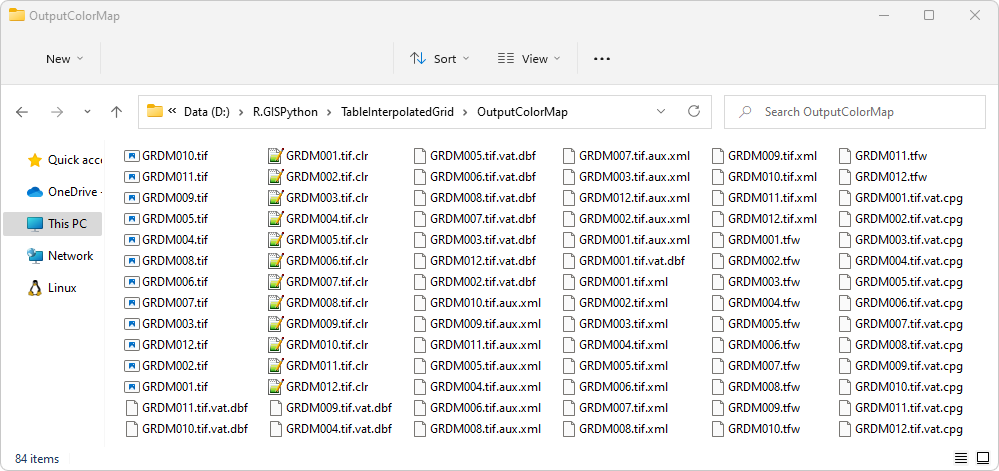 OutputColorMap
New Sort View
Data (D:) R.GISPython TableInterpolatedGrid OutputColorMap Search OutputColorMap
Quick acce
OneDrive -
This PC
Network
Linux
GRDM010.tif GRDM001.tif.clr GRDM005.tif.vat.dbf GRDM007.tif.aux.xml GRDM009.tif.xml GRDM011.tfw
GRDM011.tif GRDM002.tif.clr GRDM006.tif.vat.dbf GRDM003.tif.aux.xml GRDM010.tif.xml GRDM012.tfw
GRDM009.tif GRDM003.tif.clr GRDM008.tif.vat.dbf GRDM012.tif.aux.xml GRDM011.tif.xml GRDM001.tif.vat.cpg
GRDM005.tif GRDM004.tif.clr GRDM007.tif.vat.dbf GRDM002.tif.aux.xml GRDM012.tif.xml GRDM002.tif.vat.cpg
GRDM004.tif GRDM005.tif.clr GRDM003.tif.vat.dbf GRDM001.tif.aux.xml GRDM001.tfw GRDM003.tif.vat.cpg
GRDM008.tif GRDM006.tif.clr GRDM012.tif.vat.dbf GRDM001.tif.vat.dbf GRDM002.tfw GRDM004.tif.vat.cpg
GRDM006.tif GRDM007.tif.clr GRDM002.tif.vat.dbf GRDM001.tif.xml GRDM003.tfw GRDM005.tif.vat.cpg
GRDM007.tif GRDM008.tif.clr GRDM010.tif.aux.xml GRDM002.tif.xml GRDM004.tfw GRDM006.tif.vat.cpg
GRDM003.tif GRDM009.tif.clr GRDM009.tif.aux.xml GRDM003.tif.xml GRDM005.tfw GRDM007.tif.vat.cpg
GRDM012.tif GRDM010.tif.clr GRDM011.tif.aux.xml GRDM004.tif.xml GRDM006.tfw GRDM008.tif.vat.cpg
GRDM002.tif GRDM011.tif.clr GRDM005.tif.aux.xml GRDM005.tif.xml GRDM007.tfw GRDM009.tif.vat.cpg
GRDM001.tif GRDM012.tif.clr GRDM004.tif.aux.xml GRDM006.tif.xml GRDM008.tfw GRDM010.tif.vat.cpg
GRDM011.tif.vat.dbf GRDM009.tif.vat.dbf GRDM006.tif.aux.xml GRDM007.tif.xml GRDM009.tfw GRDM011.tif.vat.cpg
GRDM010.tif.vat.dbf GRDM004.tif.vat.dbf GRDM008.tif.aux.xml GRDM008.tif.xml GRDM010.tfw GRDM012.tif.vat.cpg
84 items